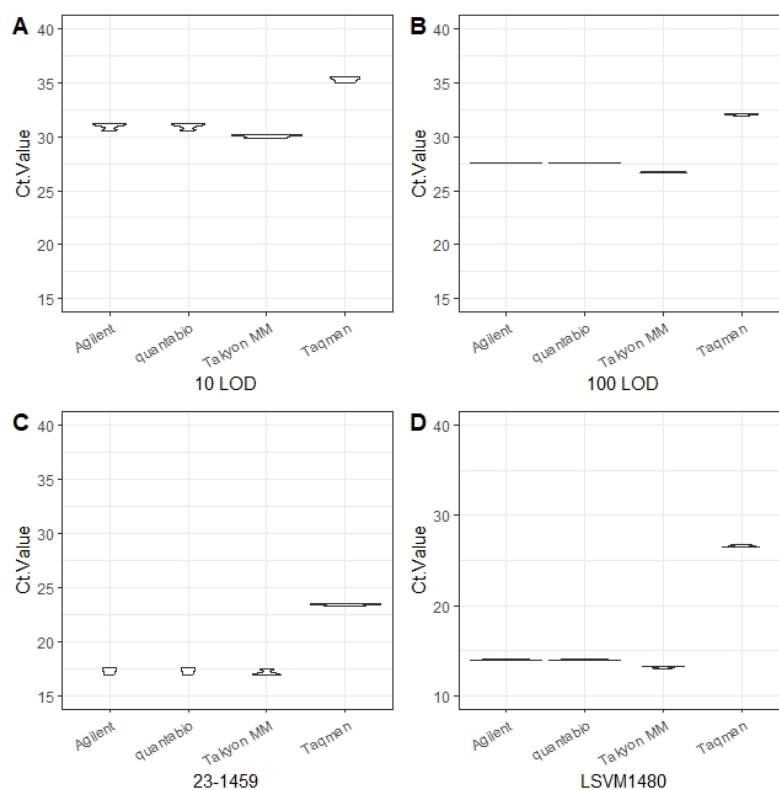 A
Ct.Value
40
35
30
25
20
15
Agilent
quantabio
Takyon MM
Taqman
10 LOD
B
Ct.Value
40
35
30
25
20
15
Agilent
quantabio
Takyon MM
Taqman
100 LOD
C
Ct.Value
40
35
30
25
20
15
Agilent
quantabio
Takyon MM
Taqman
23-1459
D
Ct.Value
40
30
20
10
Agilent
quantabio
Takyon MM
Taqman
LSVM1480